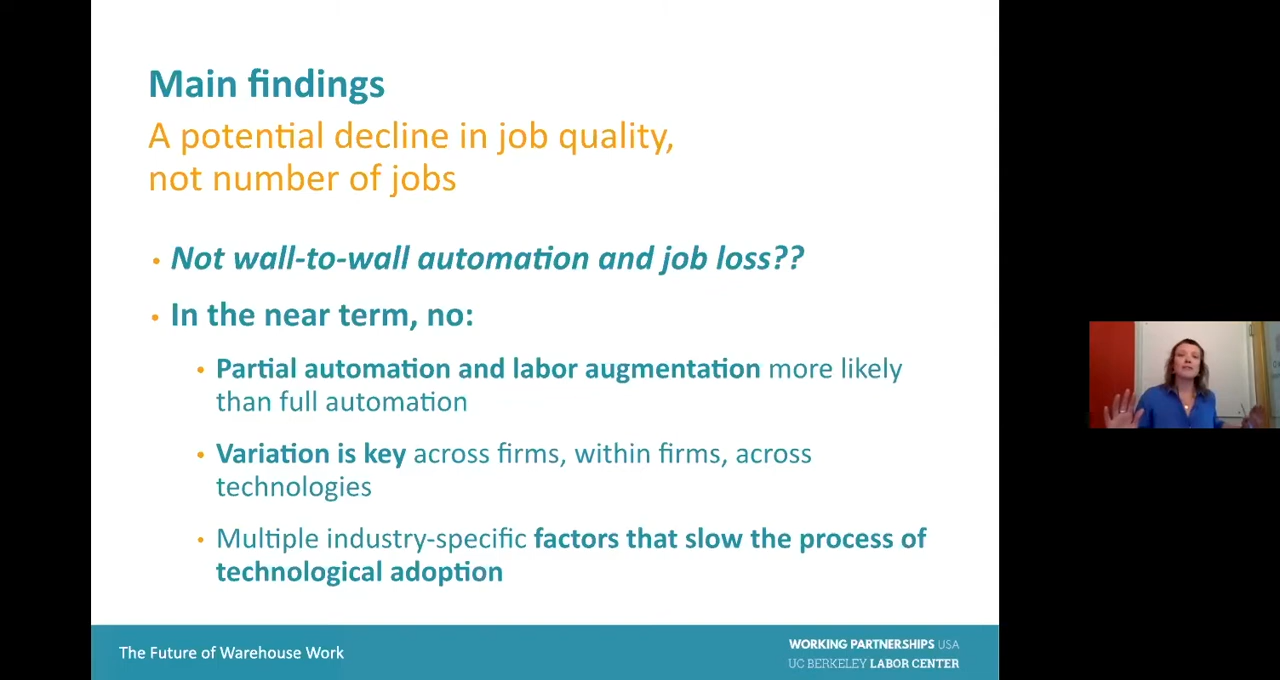 Main findings
A potential decline in job quality,
not number of jobs
• Not wall-to-wall automation and job loss??
• In the near term, no:
• Partial automation and labor augmentation more likely
than full automation
• Variation is key across firms, within firms, across
technologies
• Multiple industry-specific factors that slow the process of
technological adoption
The Future of Warehouse Work
WORKING PARTNERSHIPS USA
UC BERKELEY LABOR CENTER